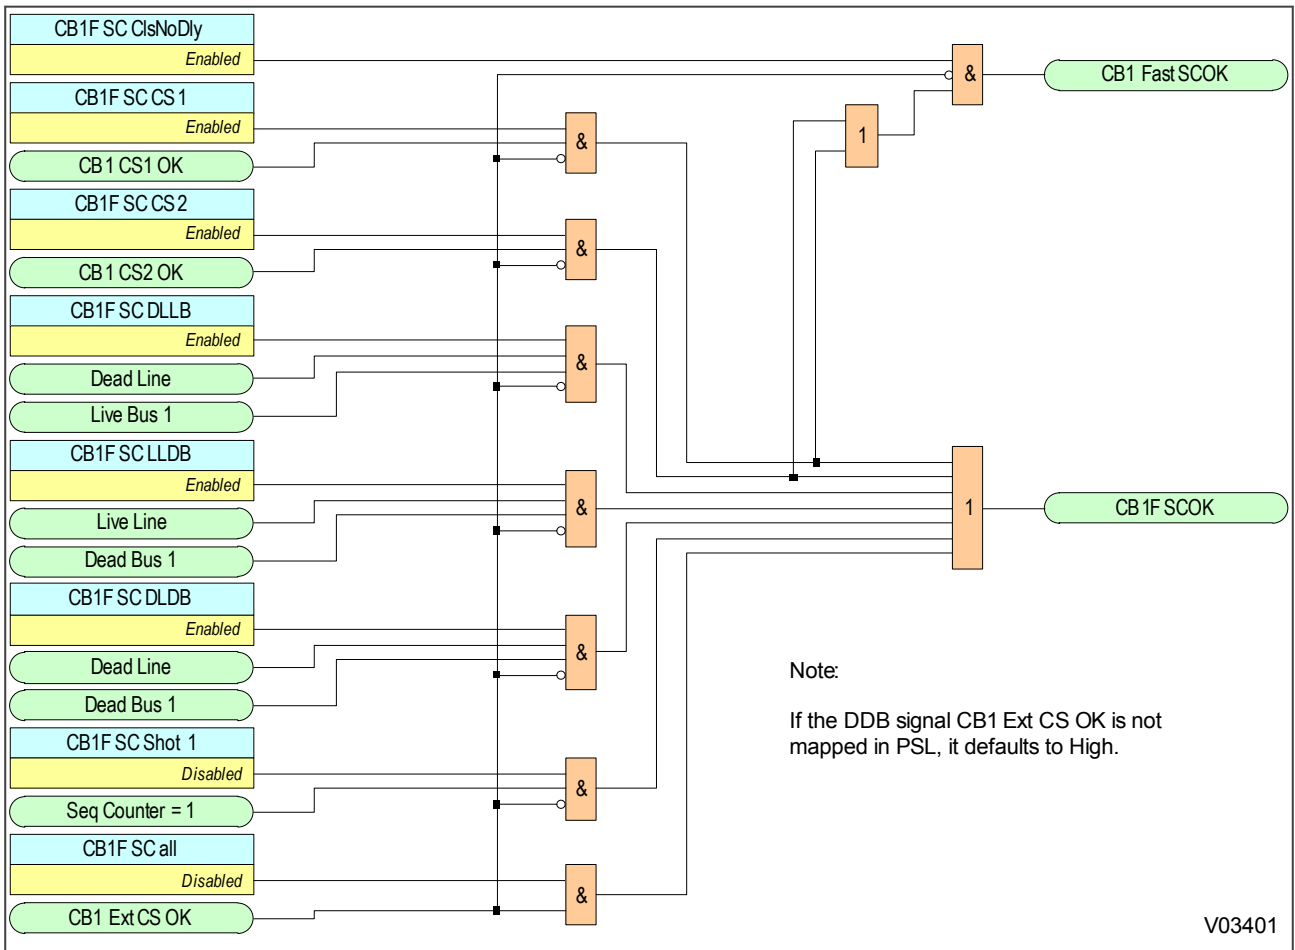 CB1F SC ClsNoDly
Enabled
CB1F SC CS1
Enabled
CB1 CS1 OK
CB1F SC CS2
Enabled
CB1 CS2 OK
CB1F SC DLLB
Enabled
Dead Line
Live Bus 1
CB1F SC LLDB
Enabled
Live Line
Dead Bus 1
CB1F SC DLDB
Enabled
Dead Line
Dead Bus 1
CB1F SC Shot 1
Disabled
Seq Counter = 1
CB1F SC all
Disabled
CB1 Ext CS OK
&
&
&
&
&
&
&
1
&
1
CB1 Fast SCOK
CB1F SCOK
Note:
If the DDB signal CB1 Ext CS OK is not
mapped in PSL, it defaults to High.
V03401